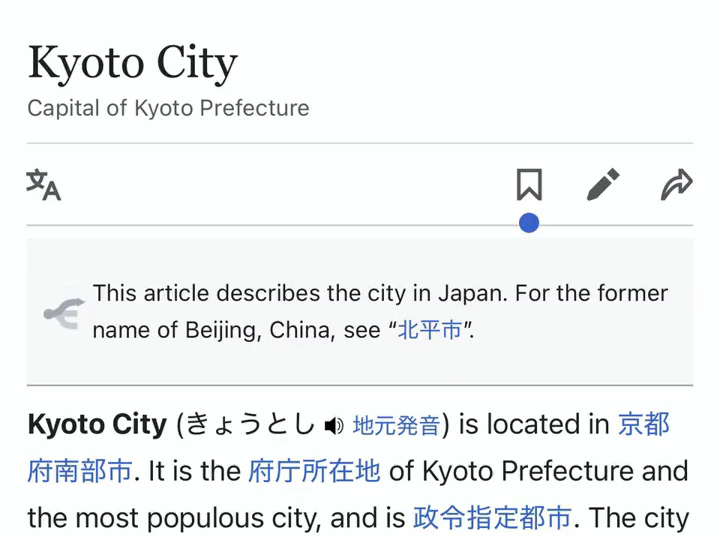 Kyoto City
Capital of Kyoto Prefecture
This article describes the city in Japan. For the former
name of Beijing, China, see “北平市”.
Kyoto City (きょうとし 地元発音) is located in 京都
府南部市. It is the 府庁所在地 of Kyoto Prefecture and
the most populous city, and is 政令指定都市. The city